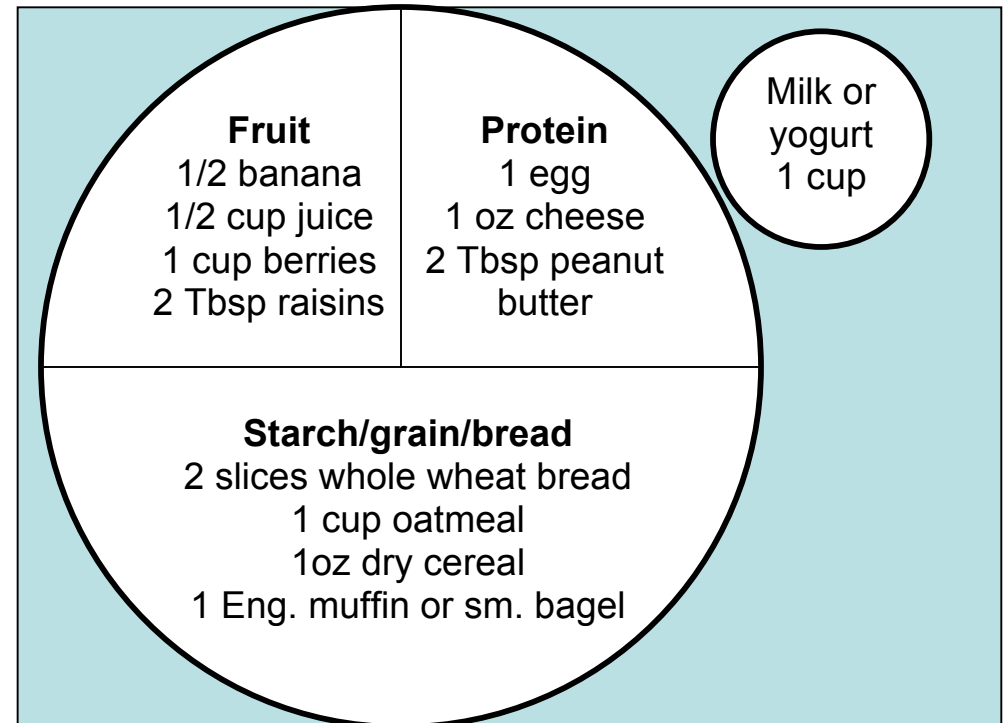 Fruit
1/2 banana
1/2 cup juice
1 cup berries
2 Tbsp raisins
Protein
1 egg
1 oz cheese
2 Tbsp peanut
butter
Milk or
yogurt
1 cup
Starch/grain/bread
2 slices whole wheat bread
1 cup oatmeal
1oz dry cereal
1 Eng. muffin or sm. bagel